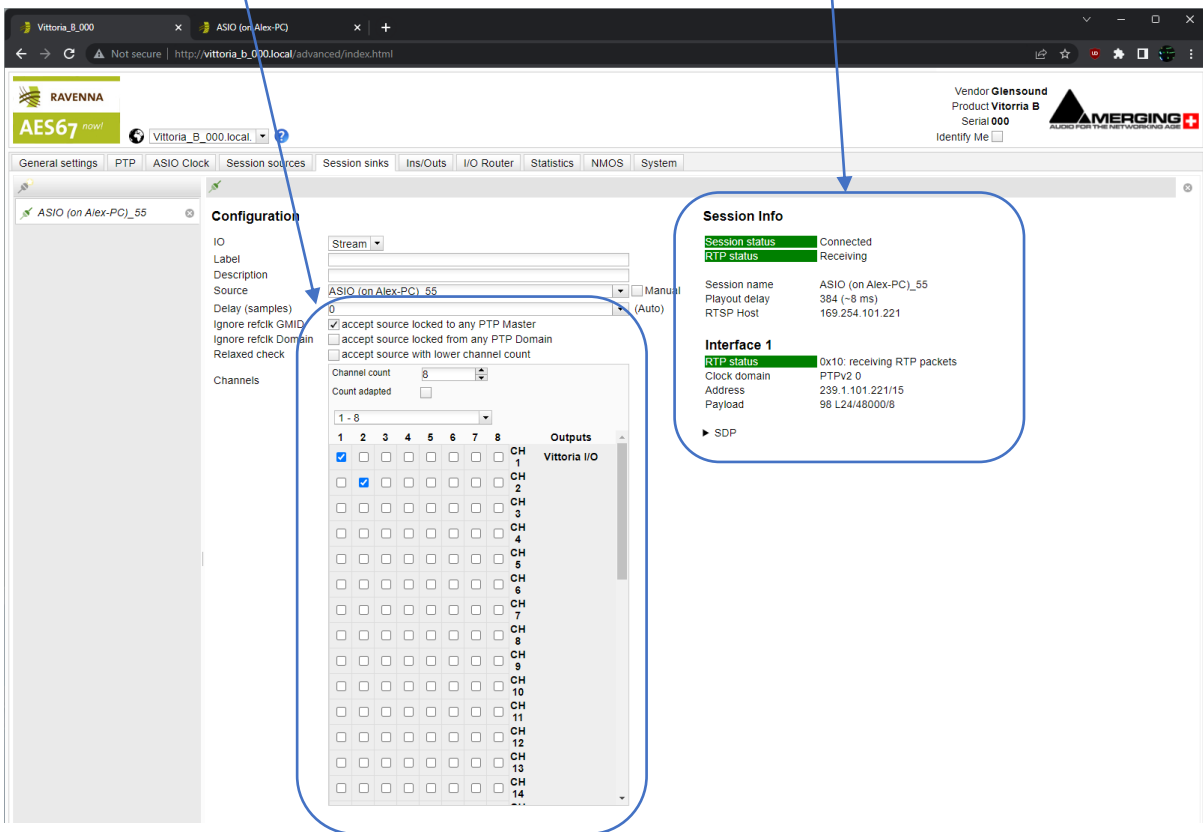 Vittoria_B_000
ASIO (on Alex-PC)
Not secure http://vittoria_b_000.local/advanced/index.html
RAVENNA
AES67 now!
Vittoria_B_000.local.
Vendor Glensound
Product Vitorria B
Serial 000
Identify Me
MERGING
AUDIO FOR THE NETWORKING AGE
General settings PTP ASIO Clock Session sources Session sinks Ins/Outs I/O Router Statistics NMOS System
ASIO (on Alex-PC)_55
Configuration
IO Stream
Label
Description
Source ASIO (on Alex-PC)_55 Manual
Delay (samples) 0 (Auto)
Ignore refclk GMID accept source locked to any PTP Master
Ignore refclk Domain accept source locked from any PTP Domain
Relaxed check accept source with lower channel count
Channels
Channel count 8
Count adapted
1 - 8
1 2 3 4 5 6 7 8 Outputs
CH 1 Vittoria I/O
CH 2
CH 3
CH 4
CH 5
CH 6
CH 7
CH 8
CH 9
CH 10
CH 11
CH 12
CH 13
CH 14
Session Info
Session status Connected
RTP status Receiving
Session name ASIO (on Alex-PC)_55
Playout delay 384 (~8 ms)
RTSP Host 169.254.101.221
Interface 1
RTP status 0x10: receiving RTP packets
Clock domain PTPv2 0
Address 239.1.101.221/15
Payload 98 L24/48000/8
SDP